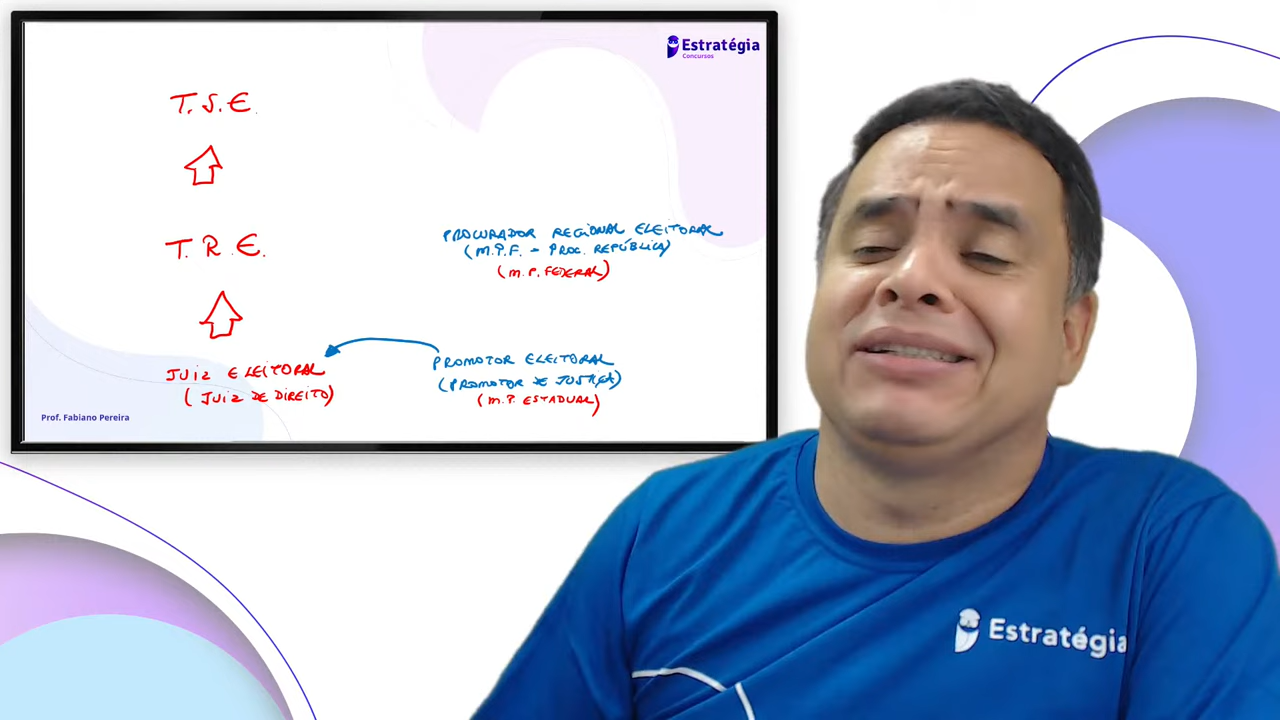 Estratégia
Concursos
T.S.E.
T.R.E.
PROCURADOR REGIONAL ELEITORAL
(M.P.F. - PROC. REPÚBLICA)
(M.P. FEDERAL)
JUIZ ELEITORAL
(JUIZ DE DIREITO)
PROMOTOR ELEITORAL
(PROMOTOR DE JUSTIÇA)
(M.P. ESTADUAL)
Prof. Fabiano Pereira
Estratégia